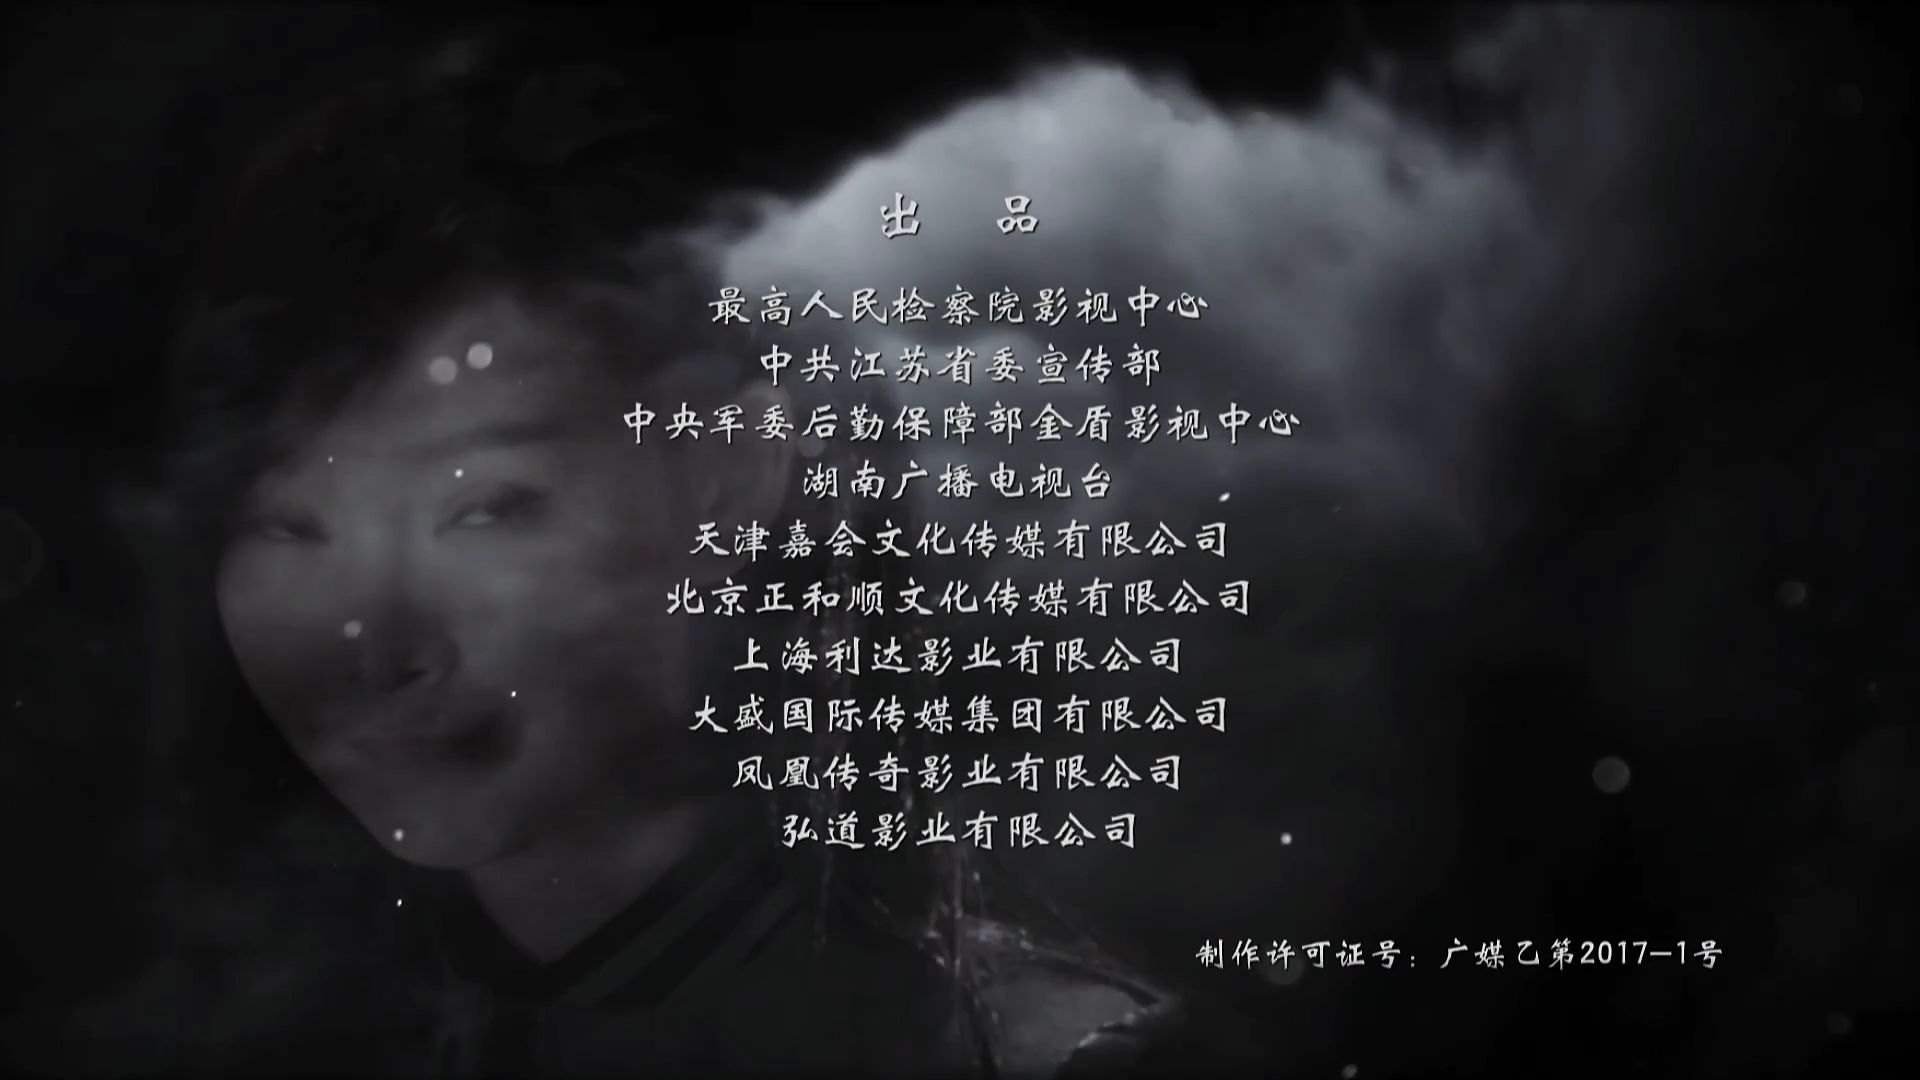 出品
最高人民检察院影视中心
中共江苏省委宣传部
中央军委后勤保障部金盾影视中心
湖南广播电视台
天津嘉会文化传媒有限公司
北京正和顺文化传媒有限公司
上海利达影业有限公司
大盛国际传媒集团有限公司
凤凰传奇影业有限公司
弘道影业有限公司
制作许可证号：广媒乙第2017—1号